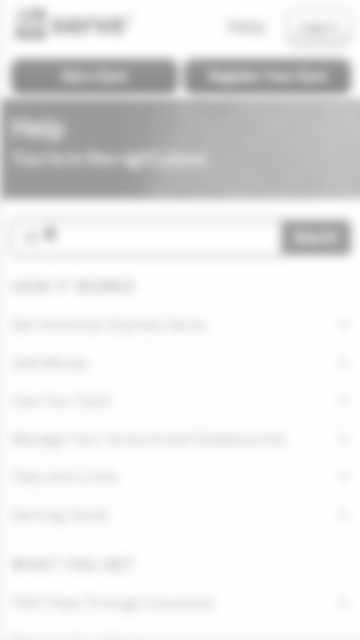 serve
Help
Log In
Get a Card
Register Your Card
Help
You're in the right place.
Search
HOW IT WORKS
Get American Express Serve
Add Money
Use Your Card
Manage Your Account and Subaccounts
Fees and Limits
Gaming Cards
WHAT YOU GET
FDIC Pass-Through Insurance